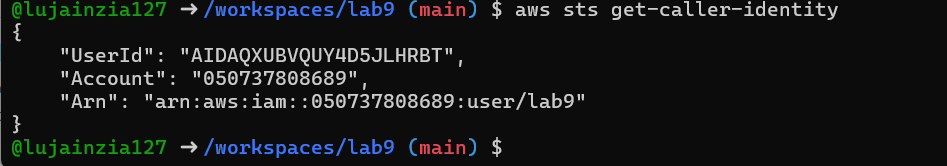 @lujainzia127 → /workspaces/lab9 (main) $ aws sts get-caller-identity
{
    "UserId": "AIDAQXUBVQUY4D5JLHRBT",
    "Account": "050737808689",
    "Arn": "arn:aws:iam::050737808689:user/lab9"
}
@lujainzia127 → /workspaces/lab9 (main) $